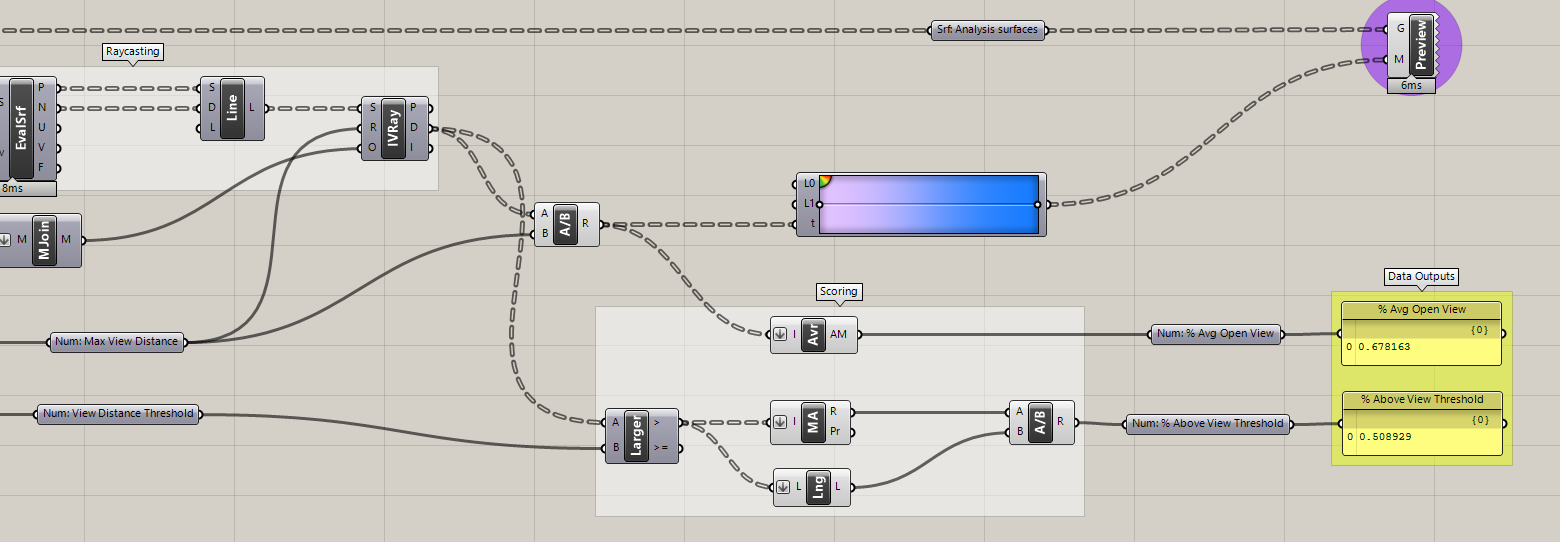 Srf: Analysis surfaces
G
M
Preview
6ms
Raycasting
S
V
EvalSrf
P
N
U
V
F
8ms
S
D
L
Line
L
S
R
O
IVRay
P
D
I
M
MJoin
M
A
B
A/B
R
L0
L1
t
Num: Max View Distance
Num: View Distance Threshold
Scoring
I
Avr
AM
Num: % Avg Open View
Data Outputs
% Avg Open View
{0}
0 0.678163
A
B
Larger
>
>=
I
MA
R
Pr
L
Lng
L
A
B
A/B
R
Num: % Above View Threshold
% Above View Threshold
{0}
0 0.508929